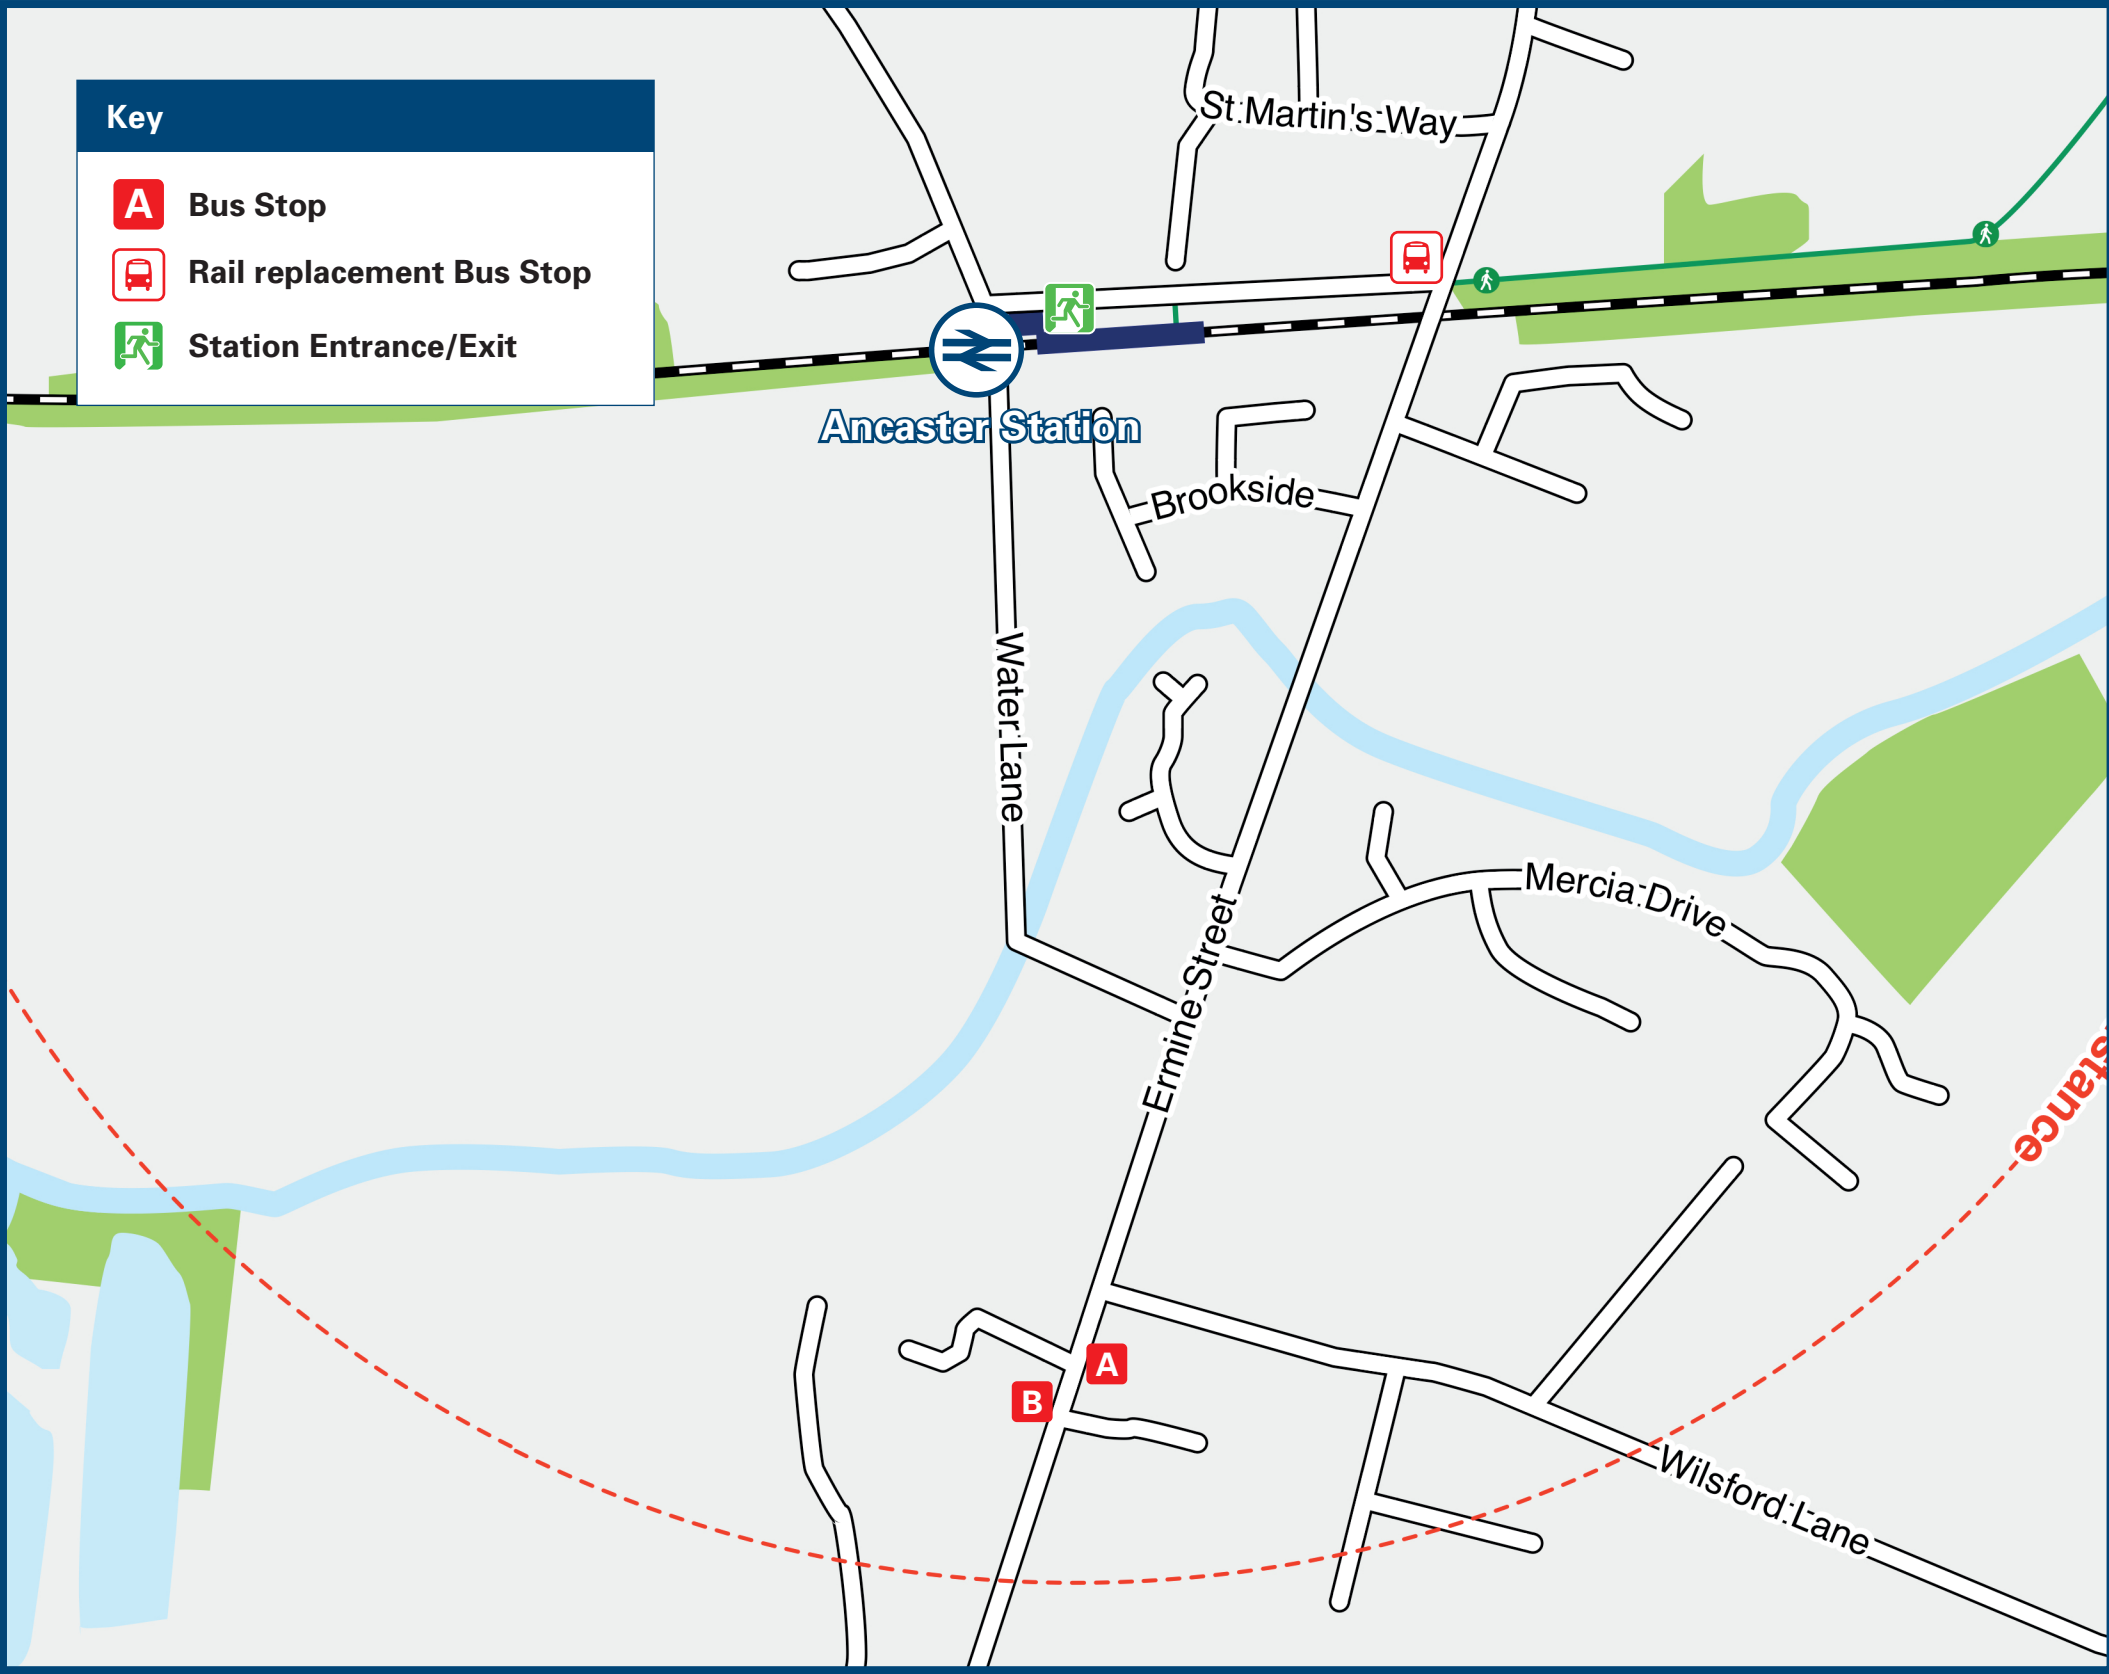 Key
A Bus Stop
Rail replacement Bus Stop
Station Entrance/Exit
St Martin's Way
Ancaster Station
Brookside
Water Lane
Mercia Drive
Ermine Street
stance
A
B
Wilsford Lane